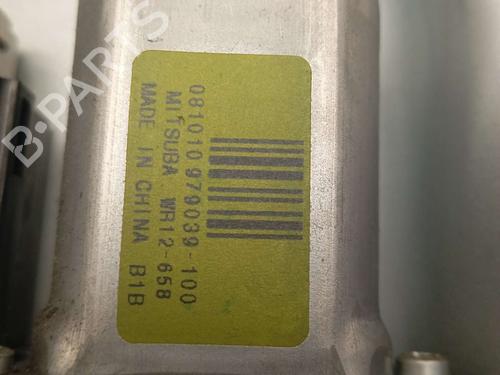 B-PARTS
081010 979039-100
MITSUBA WR12-658
MADE IN CHINA B1B